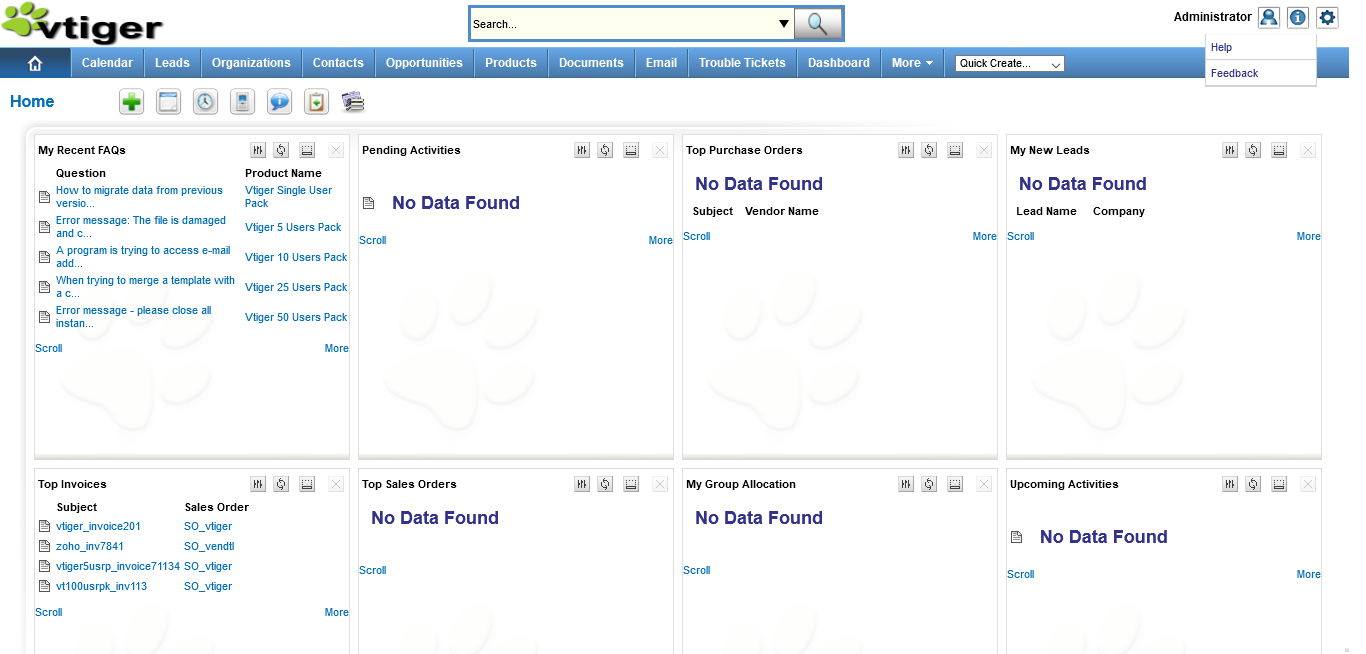 vtiger
Search...
Administrator
Help
Feedback
Calendar Leads Organizations Contacts Opportunities Products Documents Email Trouble Tickets Dashboard More Quick Create...
Home
My Recent FAQs
Question Product Name
How to migrate data from previous versio... Vtiger Single User Pack
Error message: The file is damaged and c... Vtiger 5 Users Pack
A program is trying to access e-mail add... Vtiger 10 Users Pack
When trying to merge a template with a c... Vtiger 25 Users Pack
Error message - please close all instan... Vtiger 50 Users Pack
Scroll More
Pending Activities
No Data Found
Scroll More
Top Purchase Orders
No Data Found
Subject Vendor Name
Scroll More
My New Leads
No Data Found
Lead Name Company
Scroll More
Top Invoices
Subject Sales Order
vtiger_invoice201 SO_vtiger
zoho_inv7841 SO_vendtl
vtiger5usrp_invoice71134 SO_vtiger
vt100usrpk_inv113 SO_vtiger
Scroll More
Top Sales Orders
No Data Found
Scroll
My Group Allocation
No Data Found
Scroll
Upcoming Activities
No Data Found
Scroll More